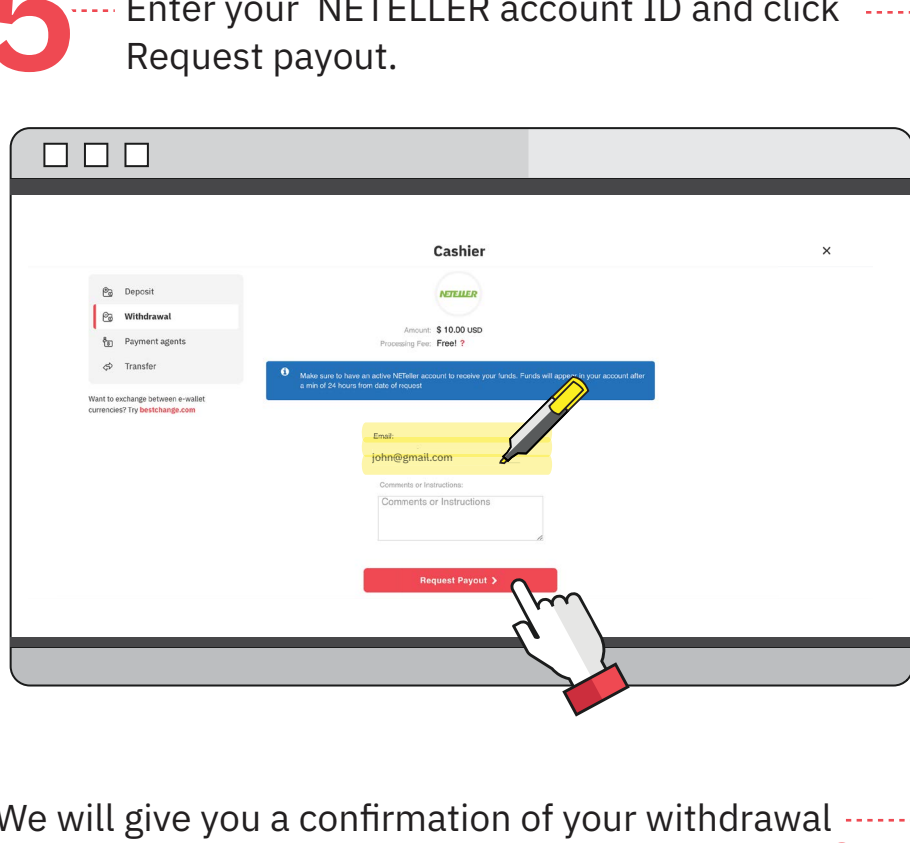 5
Enter your NETELLER account ID and click
Request payout.
Cashier
×
Deposit
Withdrawal
Payment agents
Transfer
Want to exchange between e-wallet
currencies? Try bestchange.com
NETELLER
Amount: $ 10.00 USD
Processing Fee: Free! ?
Make sure to have an active NETeller account to receive your funds. Funds will appear in your account after
a min of 24 hours from date of request
Email:
john@gmail.com
Comments or Instructions:
Comments or Instructions
Request Payout >
We will give you a confirmation of your withdrawal